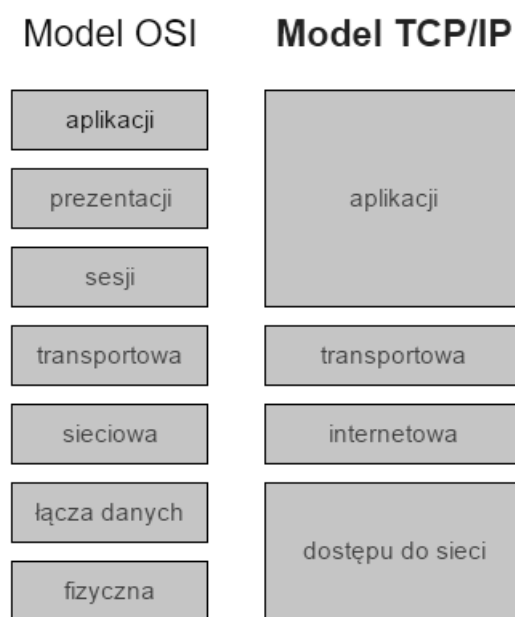 Model OSI
Model TCP/IP
aplikacji
prezentacji
sesji
transportowa
sieciowa
łącza danych
fizyczna
aplikacji
transportowa
internetowa
dostępu do sieci